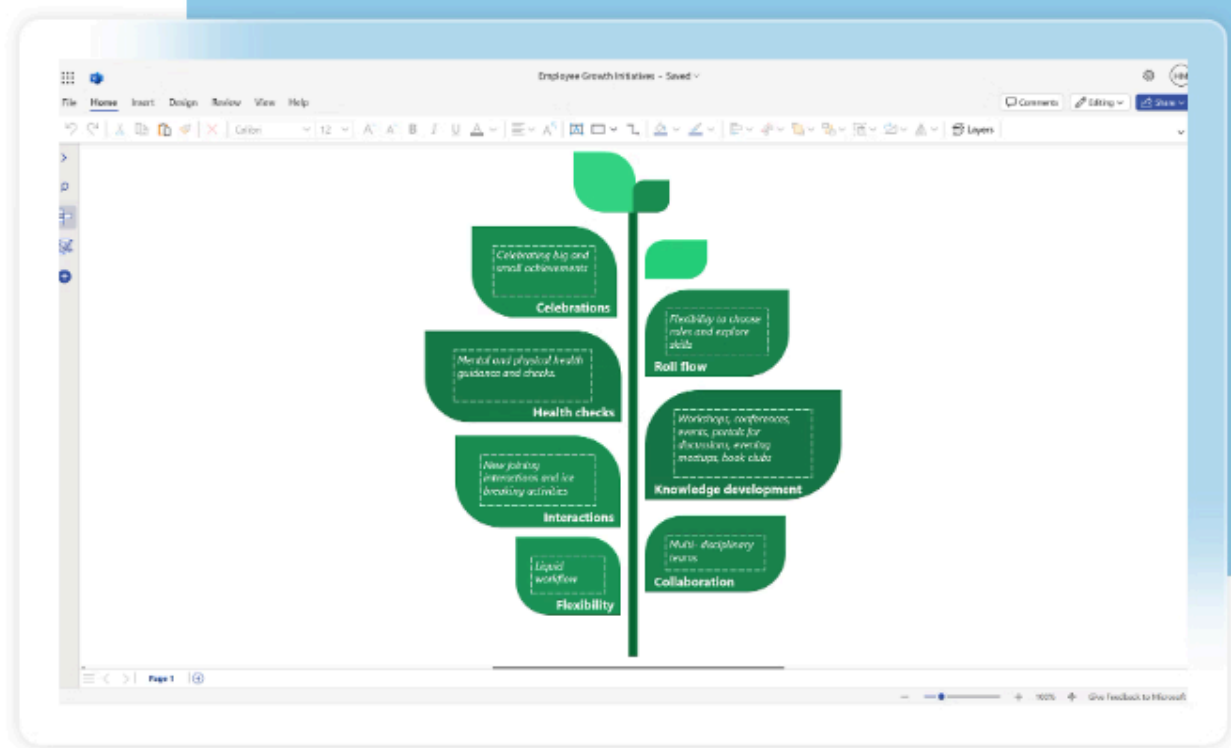 Employee Growth Initiatives - Saved
HM
File Home Insert Design Review View Help
Comments Editing Share
Calibri 12 A A B I U A Layers
Celebrating big and
small achievements
Celebrations
Flexibility to choose
roles and explore
skills
Roll flow
Mental and physical health
guidance and checks.
Health checks
Workshops, conferences,
events, portals for
discussions, evening
meetups, book clubs
Knowledge development
New joining
interactions and ice
breaking activities
Interactions
Multi- disciplinary
teams
Collaboration
Liquid
workflow
Flexibility
Page 1
100% Give Feedback to Microsoft